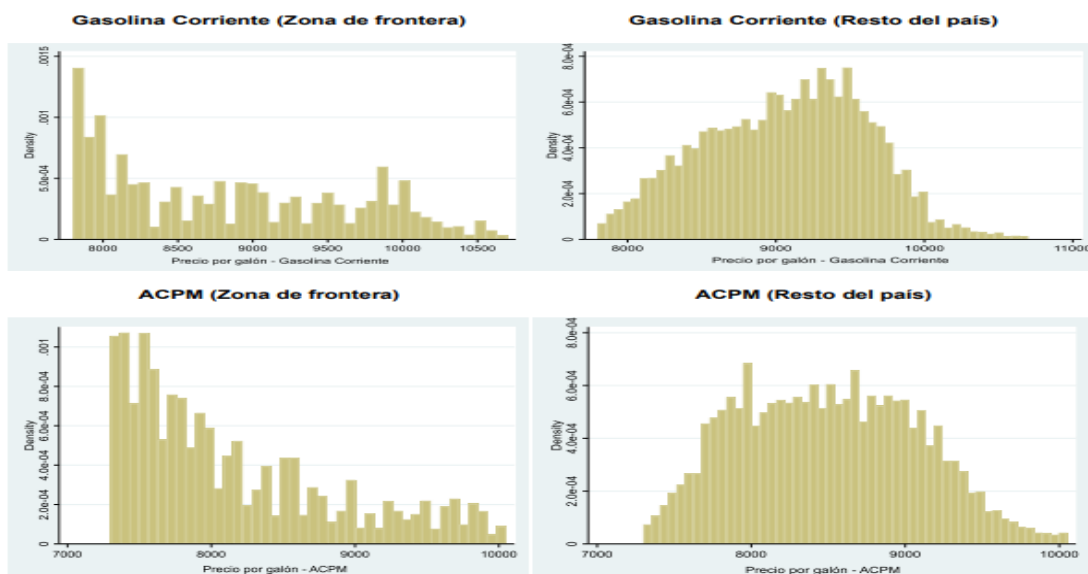 Gasolina Corriente (Zona de frontera)
Gasolina Corriente (Resto del país)
Density
0 5.0e-04 .001 .0015
8000 8500 9000 9500 10000 10500
Precio por galón - Gasolina Corriente
Density
0 2.0e-04 4.0e-04 6.0e-04 8.0e-04
8000 9000 10000 11000
Precio por galón - Gasolina Corriente
ACPM (Zona de frontera)
ACPM (Resto del país)
Density
0 2.0e-04 4.0e-04 6.0e-04 8.0e-04 .001
7000 8000 9000 10000
Precio por galón - ACPM
Density
0 2.0e-04 4.0e-04 6.0e-04 8.0e-04
7000 8000 9000 10000
Precio por galón - ACPM